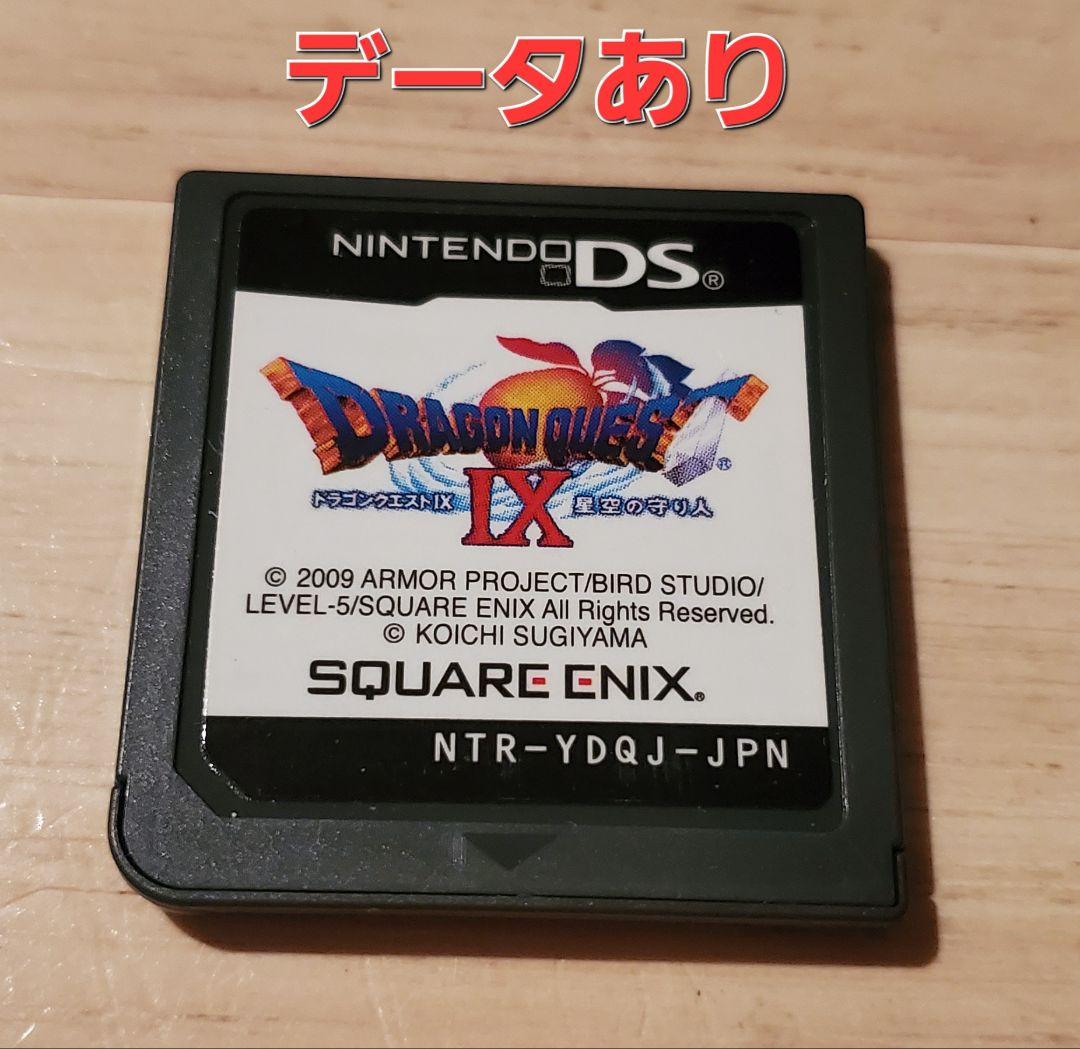 データあり
NINTENDO DS®
DRAGON QUEST®
ドラゴンクエストIX 星空の守り人
IX
© 2009 ARMOR PROJECT/BIRD STUDIO/
LEVEL-5/SQUARE ENIX All Rights Reserved.
© KOICHI SUGIYAMA
SQUARE ENIX®
NTR-YDQJ-JPN